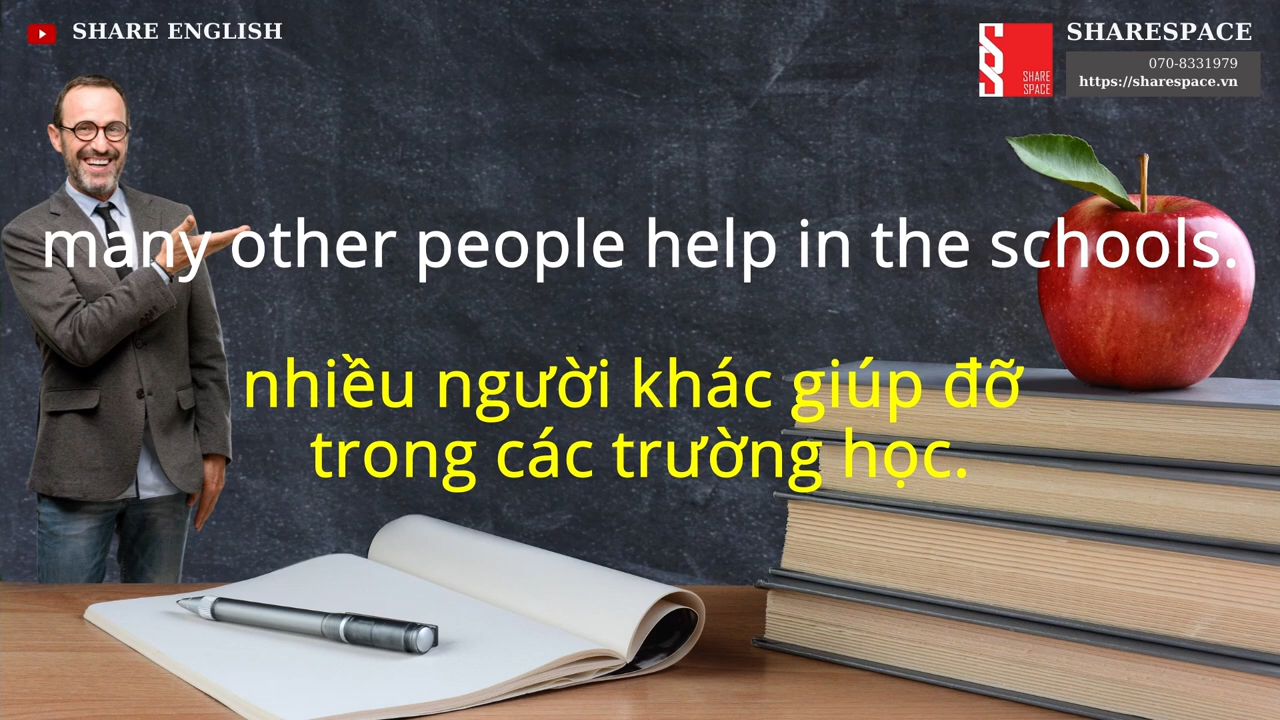 SHARE ENGLISH
SHARESPACE
070-8331979
https://sharespace.vn
SHARE
SPACE
many other people help in the schools.
nhiều người khác giúp đỡ
trong các trường học.